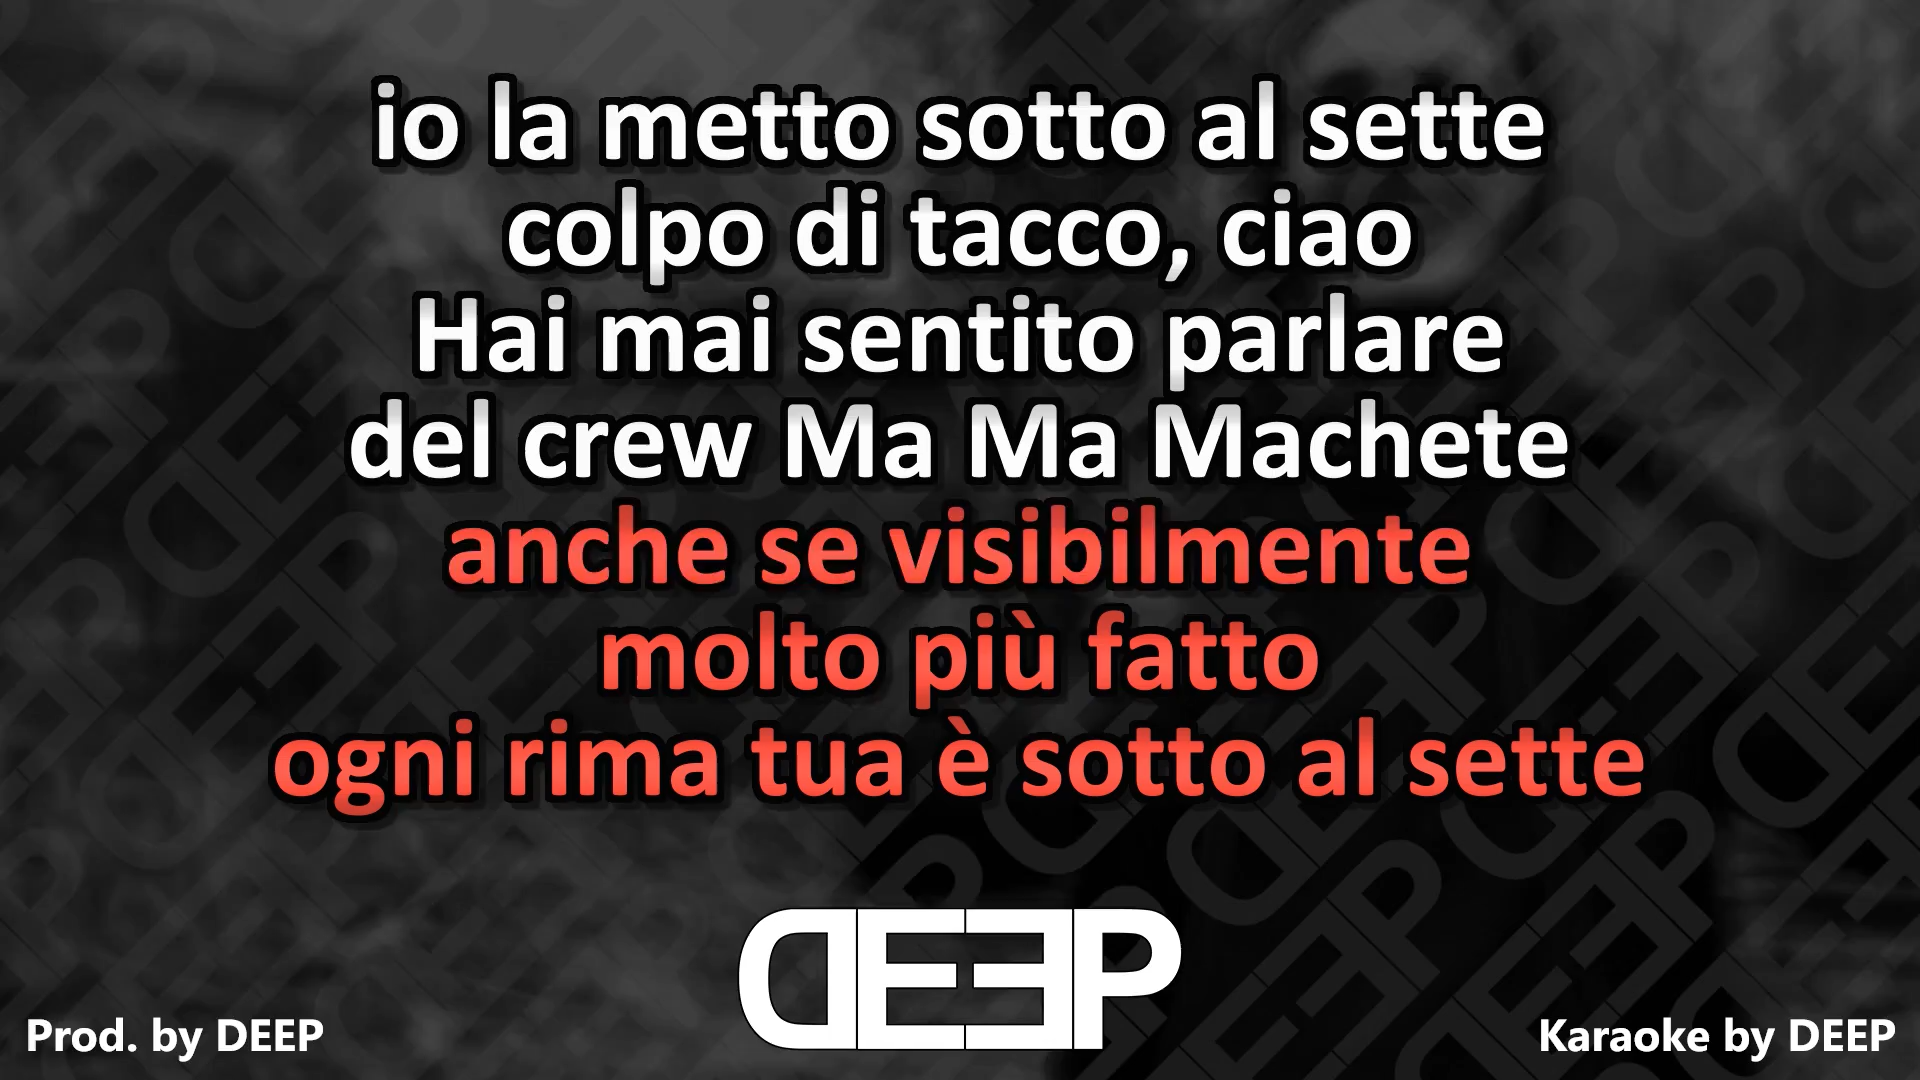 io la metto sotto al sette
colpo di tacco, ciao
Hai mai sentito parlare
del crew Ma Ma Machete
anche se visibilmente
molto più fatto
ogni rima tua è sotto al sette
DEEP
Prod. by DEEP
Karaoke by DEEP